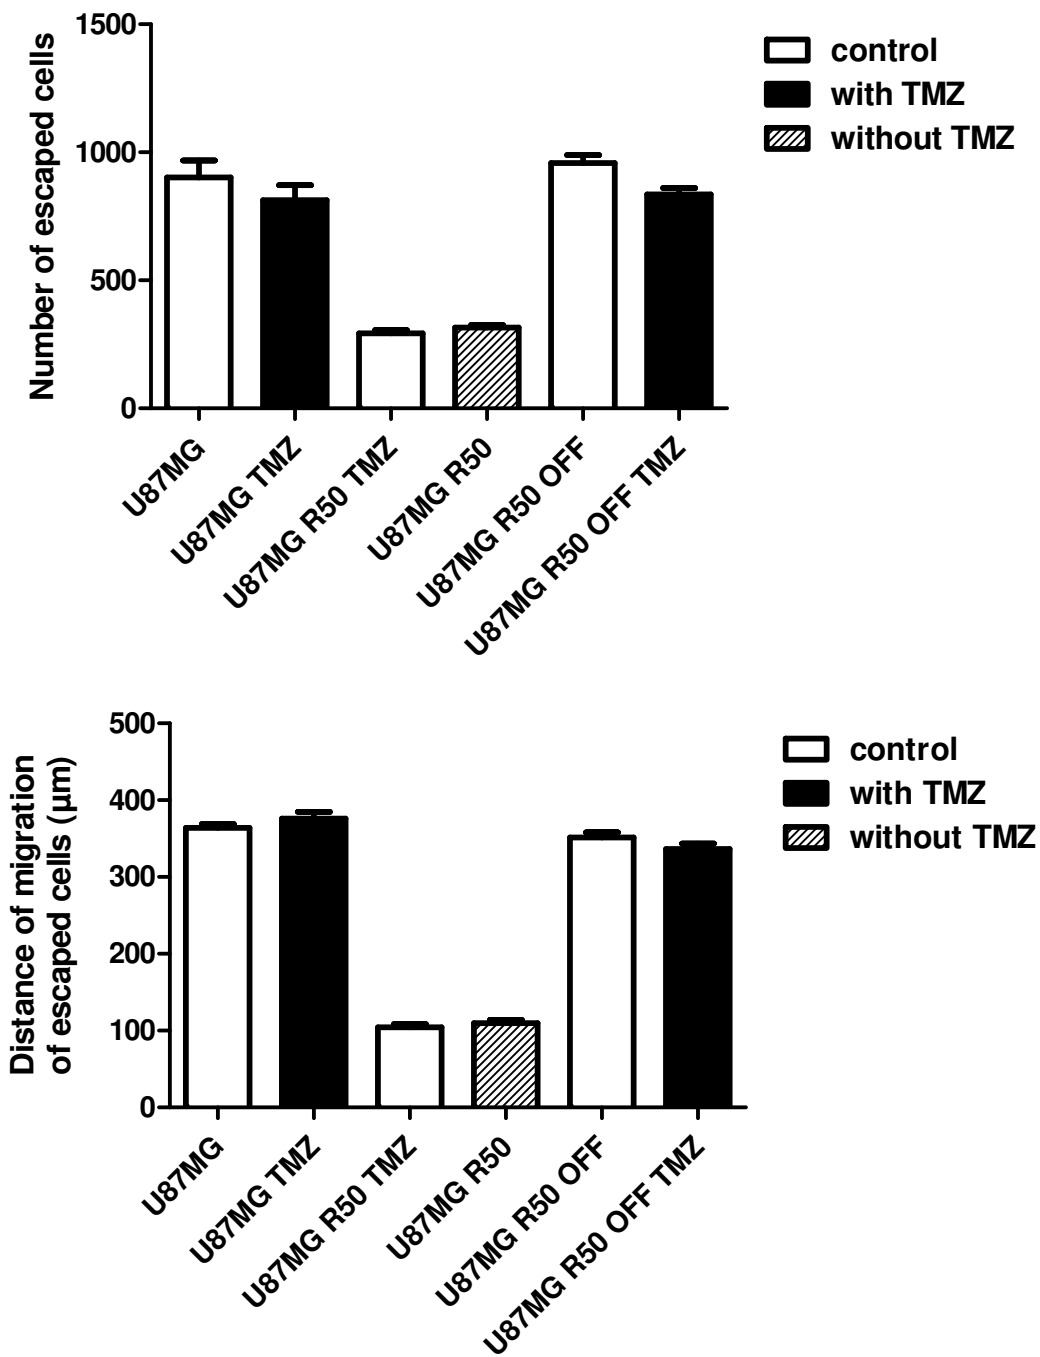 Number of escaped cells
1500
1000
500
0
U87MG
U87MG TMZ
U87MG R50 TMZ
U87MG R50
U87MG R50 OFF
U87MG R50 OFF TMZ
control
with TMZ
without TMZ
Distance of migration
of escaped cells (µm)
500
400
300
200
100
0
U87MG
U87MG TMZ
U87MG R50 TMZ
U87MG R50
U87MG R50 OFF
U87MG R50 OFF TMZ
control
with TMZ
without TMZ